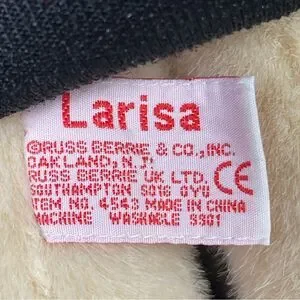 Larisa
©RUSS BERRIE & CO., INC.
OAKLAND, N.J.
RUSS BERRIE UK LTD. CE
SOUTHAMPTON SO16 0YU
ITEM NO. 4543 MADE IN CHINA
MACHINE WASHABLE 9901